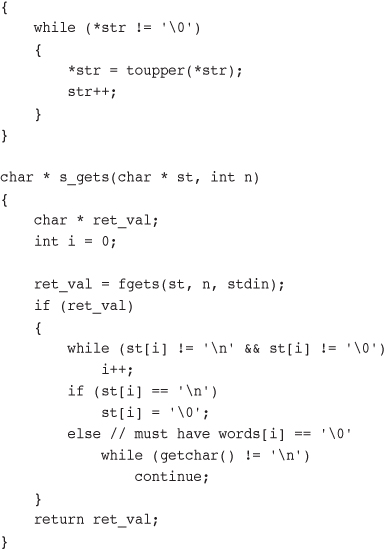 {
    while (*str != '\0')
    {
        *str = toupper(*str);
        str++;
    }
}

char * s_gets(char * st, int n)
{
    char * ret_val;
    int i = 0;

    ret_val = fgets(st, n, stdin);
    if (ret_val)
    {
        while (st[i] != '\n' && st[i] != '\0')
            i++;
        if (st[i] == '\n')
            st[i] = '\0';
        else // must have words[i] == '\0'
            while (getchar() != '\n')
                continue;
    }
    return ret_val;
}